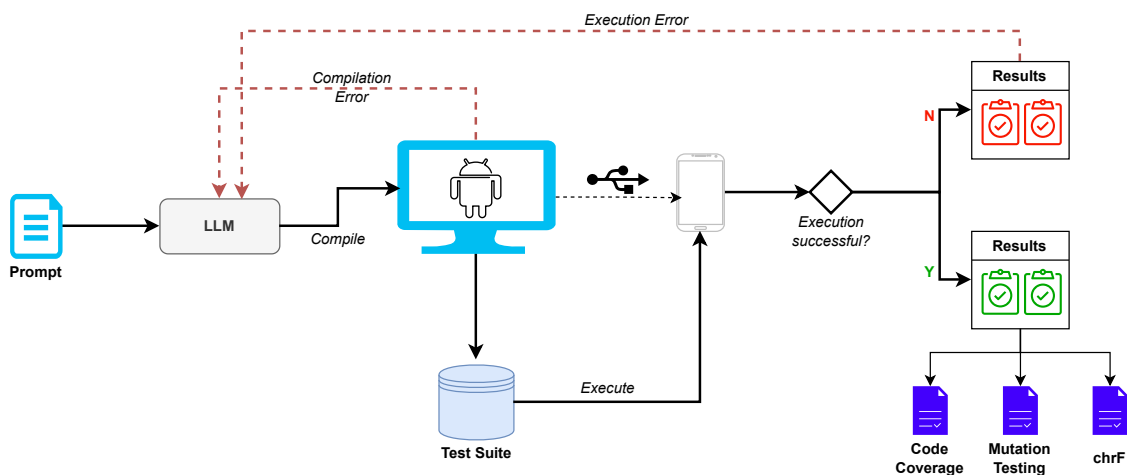 Execution Error
Compilation
Error
Results
N
LLM
Compile
Execution
successful?
Prompt
Results
Y
Execute
Test Suite
Code
Coverage
Mutation
Testing
chrF